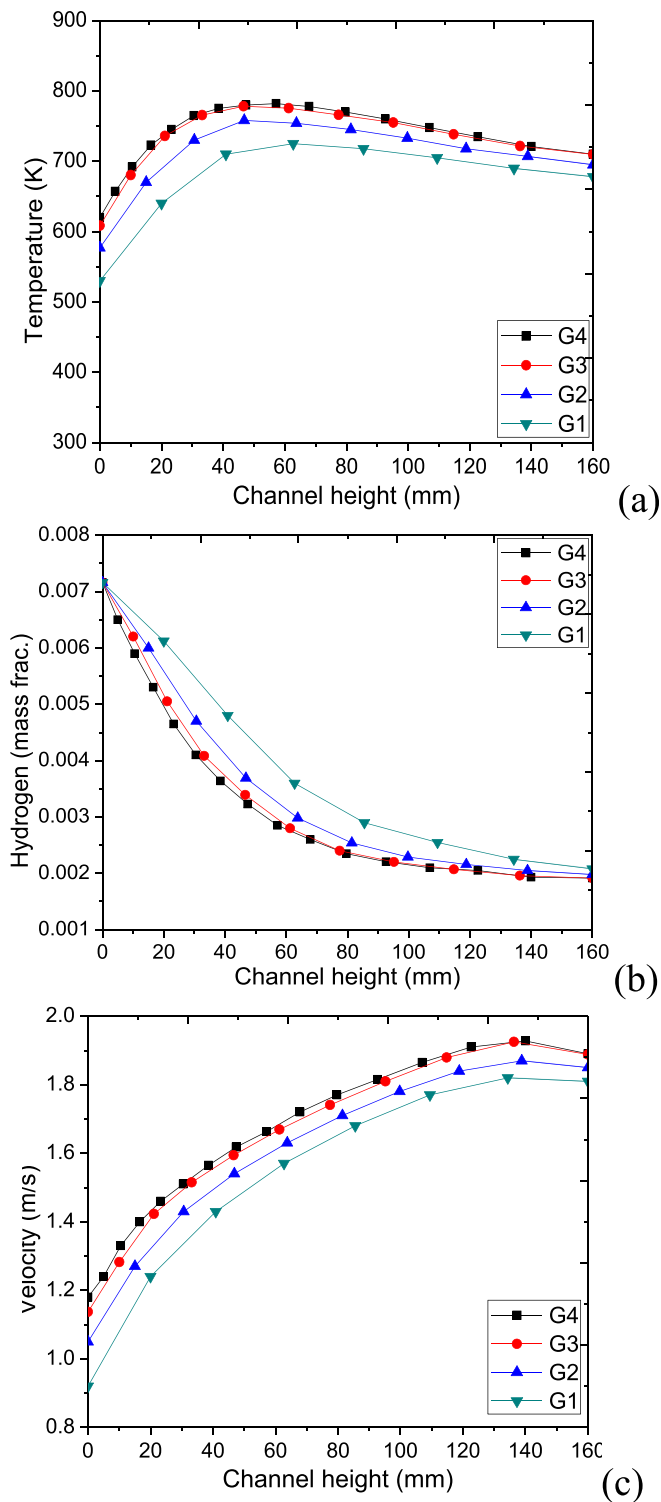 900
800
700
600
500
400
300
Temperature (K)
G4
G3
G2
G1
0 20 40 60 80 100 120 140 160
Channel height (mm)
(a)
0.008
0.007
0.006
0.005
0.004
0.003
0.002
0.001
Hydrogen (mass frac.)
G4
G3
G2
G1
0 20 40 60 80 100 120 140 160
Channel height (mm)
(b)
2.0
1.8
1.6
1.4
1.2
1.0
0.8
velocity (m/s)
G4
G3
G2
G1
0 20 40 60 80 100 120 140 160
Channel height (mm)
(c)